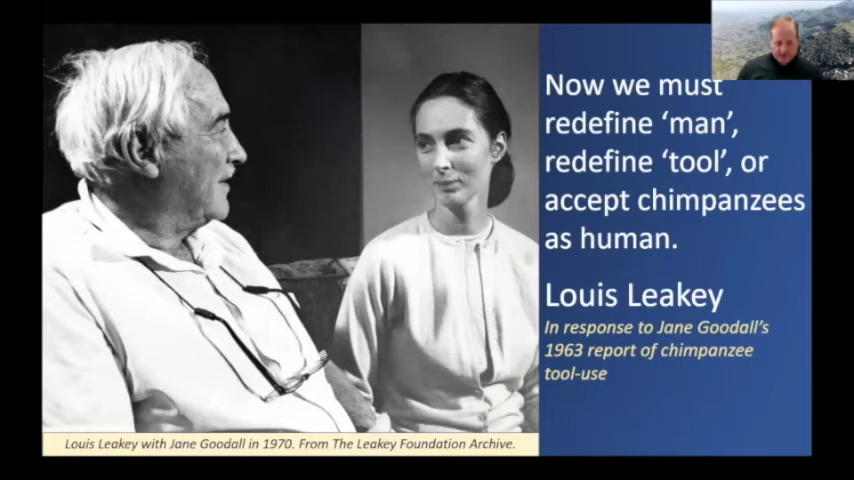 Now we must
redefine ‘man’,
redefine ‘tool’, or
accept chimpanzees
as human.
Louis Leakey
In response to Jane Goodall’s
1963 report of chimpanzee
tool-use
Louis Leakey with Jane Goodall in 1970. From The Leakey Foundation Archive.